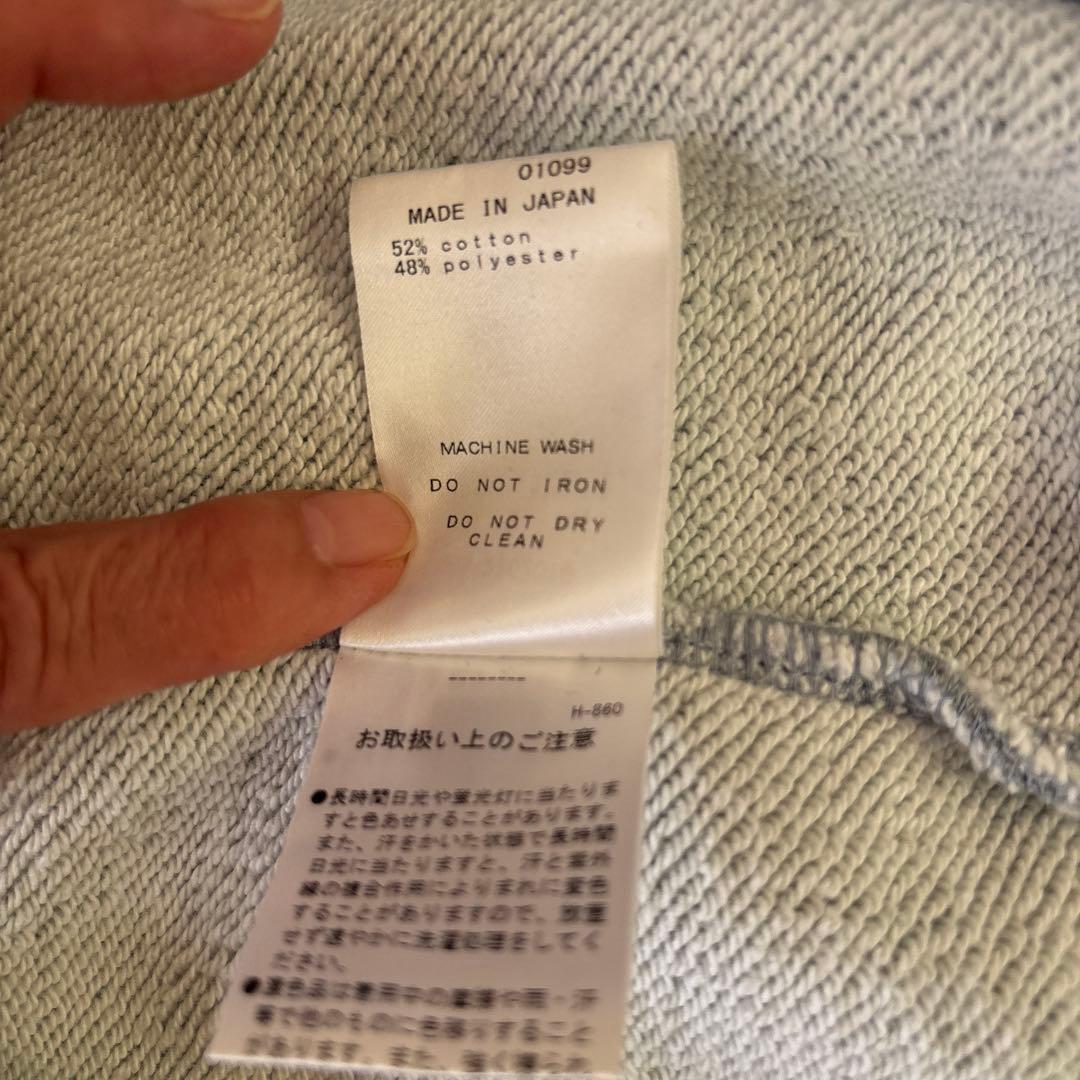 01099
MADE IN JAPAN
52% cotton
48% polyester
MACHINE WASH
DO NOT IRON
DO NOT DRY
CLEAN
--------
H-860
お取扱い上のご注意
●長時間日光や蛍光灯に当たりま
すと色あせすることがあります。
また、汗をかいた状態で長時間
日光に当たりますと、汗と紫外
線の複合作用によりまれに変色
することがありますので、放置
せず速やかに洗濯処理をしてく
ださい。
●濃色品は着用中の摩擦や雨・汗
等で他のものに色移りすること
があります。また、強く擦られ